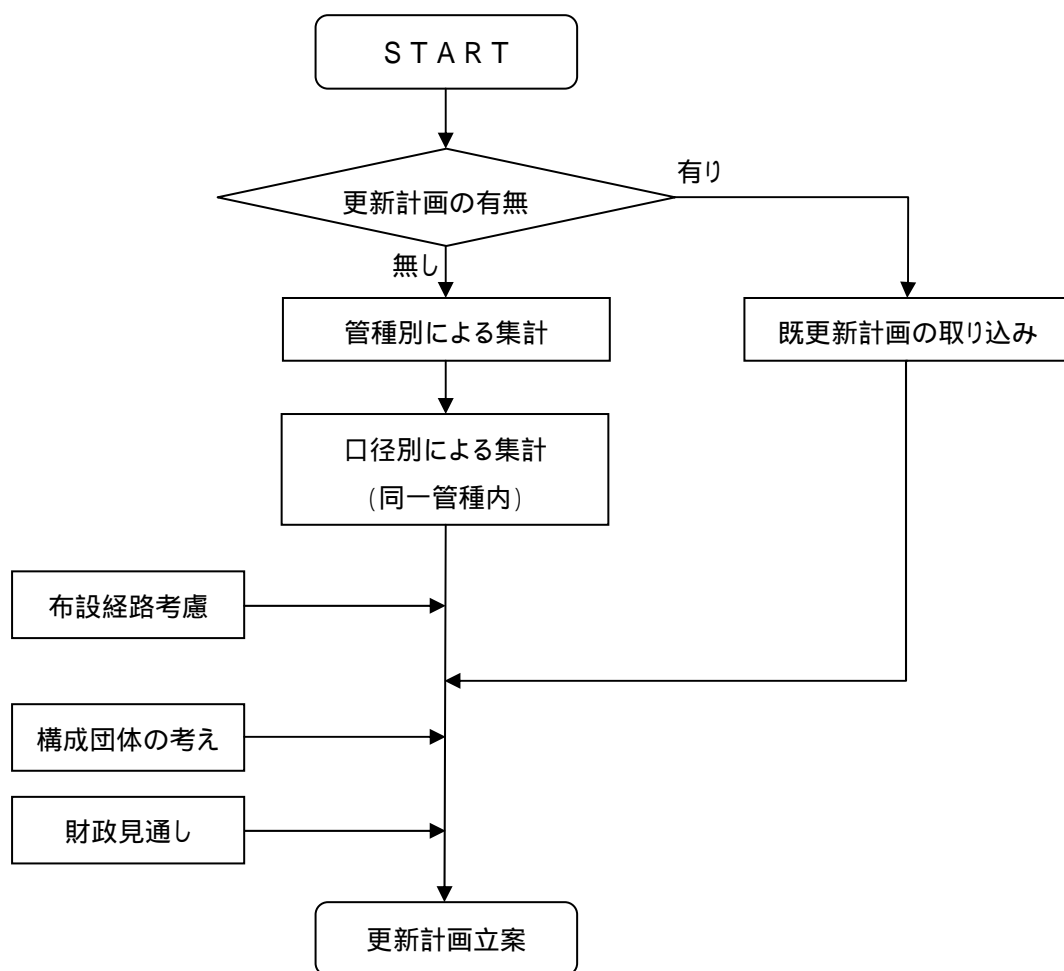 START
更新計画の有無
有り
無し
管種別による集計
既更新計画の取り込み
口径別による集計
(同一管種内)
布設経路考慮
構成団体の考え
財政見通し
更新計画立案